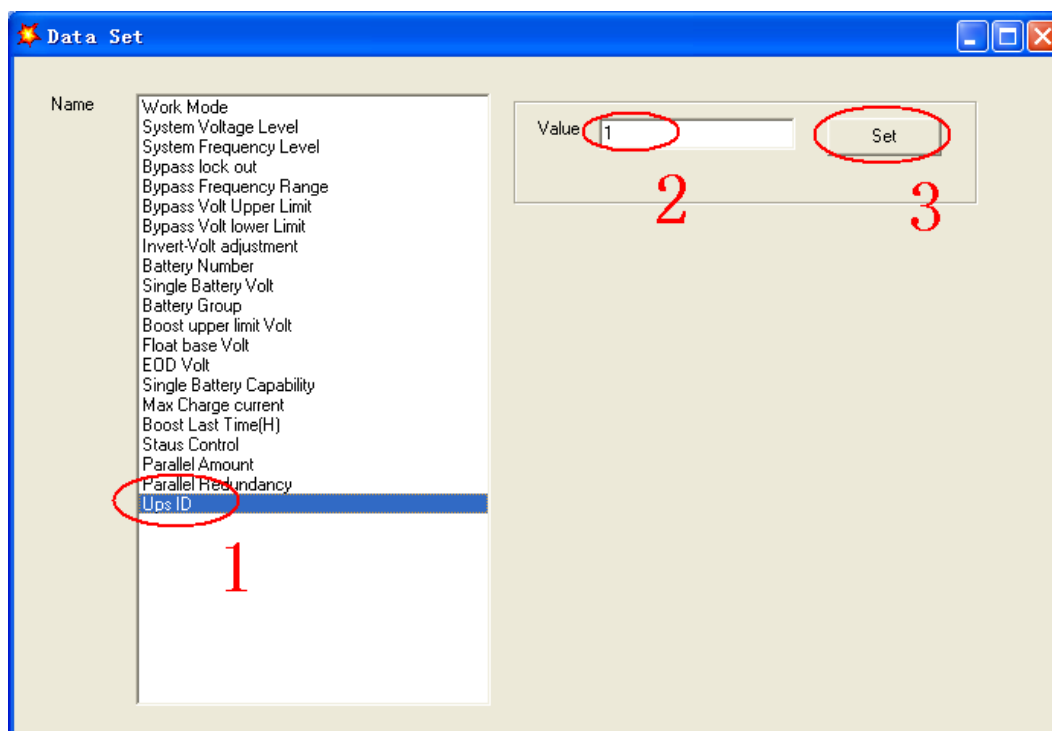 Data Set
Name
Work Mode
System Voltage Level
System Frequency Level
Bypass lock out
Bypass Frequency Range
Bypass Volt Upper Limit
Bypass Volt lower Limit
Invert-Volt adjustment
Battery Number
Single Battery Volt
Battery Group
Boost upper limit Volt
Float base Volt
EOD Volt
Single Battery Capability
Max Charge current
Boost Last Time(H)
Staus Control
Parallel Amount
Parallel Redundancy
Ups ID
1
Value 1
Set
2
3